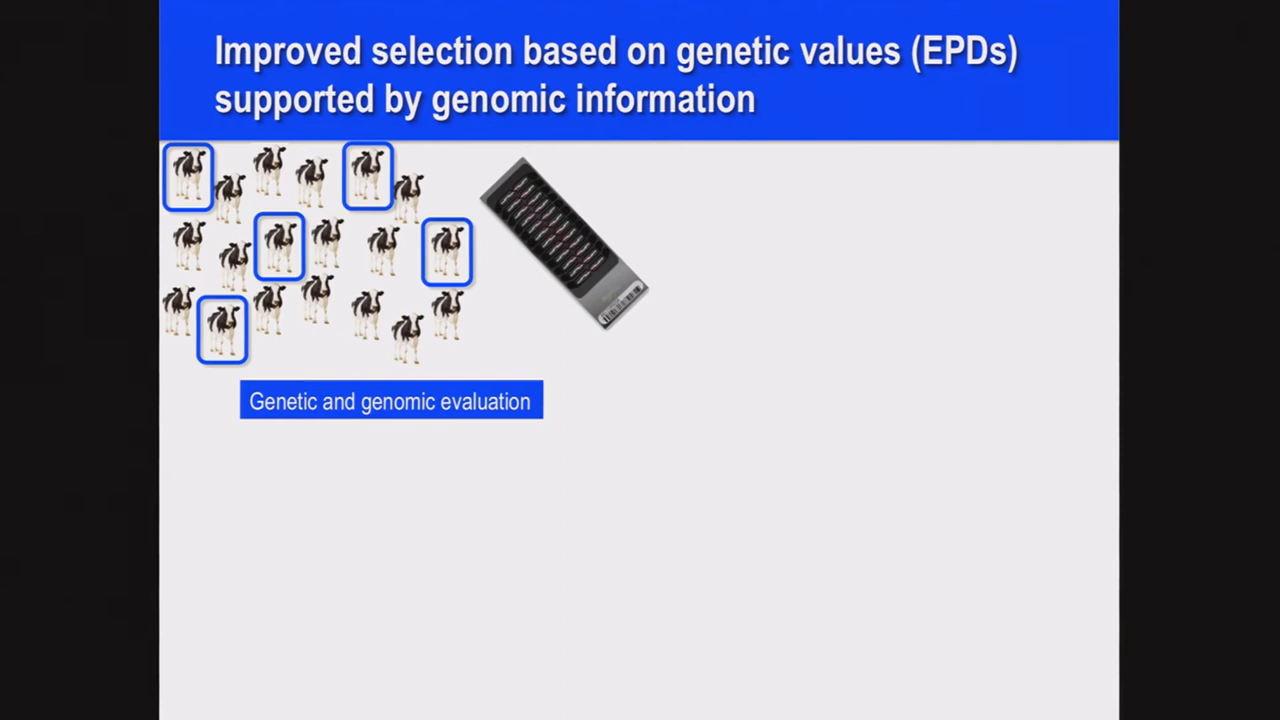 Improved selection based on genetic values (EPDs)
supported by genomic information
Genetic and genomic evaluation